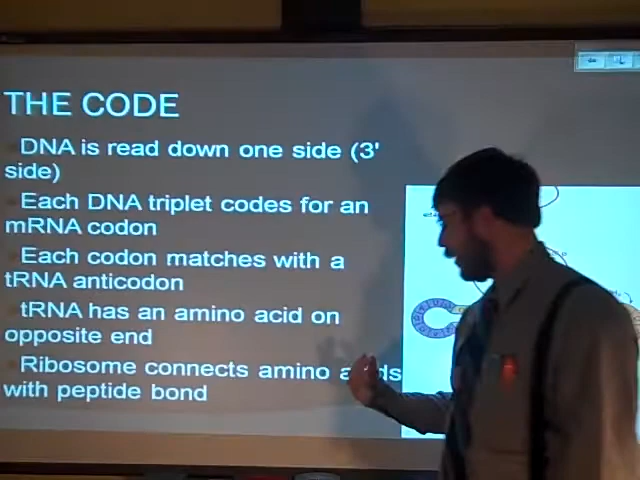 THE CODE
DNA is read down one side (3'
side)
Each DNA triplet codes for an
mRNA codon
Each codon matches with a
tRNA anticodon
tRNA has an amino acid on
opposite end
Ribosome connects amino acids
with peptide bond